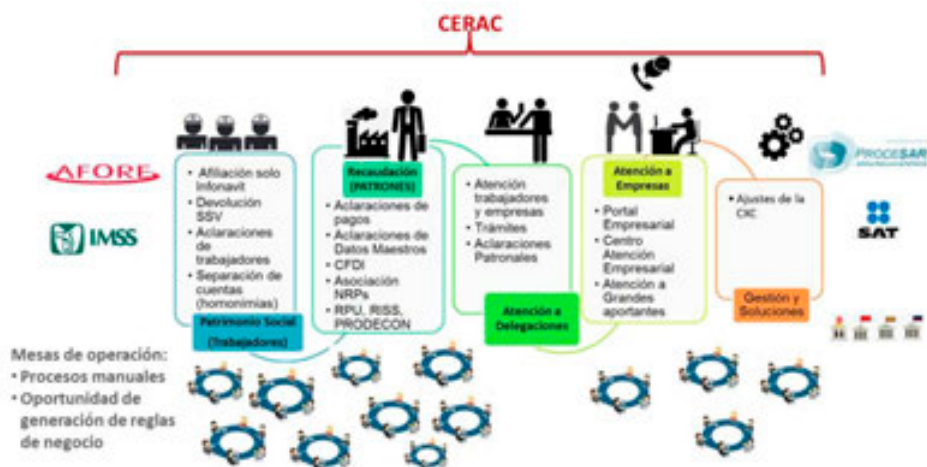 CERAC
AFORE
IMSS
• Afiliación solo
Infonavit
• Devolución
SSV
• Aclaraciones
de
trabajadores
• Separación de
cuentas
(homonimias)
Patrimonio Social
(Trabajadores)
Recaudación
(PATRONES)
• Aclaraciones de
pagos
• Aclaraciones de
Datos Maestros
• CFDI
• Asociación
NRPs
• RPU, RISS,
PRODECON
• Atención
trabajadores
y empresas
• Trámites
• Aclaraciones
Patronales
Atención a
Delegaciones
Atención a
Empresas
• Portal
Empresarial
• Centro
Atención
Empresarial
• Atención a
Grandes
aportantes
• Ajustes de la
CXC
Gestión y
Soluciones
PROCESAR
SAT
Mesas de operación:
• Procesos manuales
• Oportunidad de
generación de reglas
de negocio